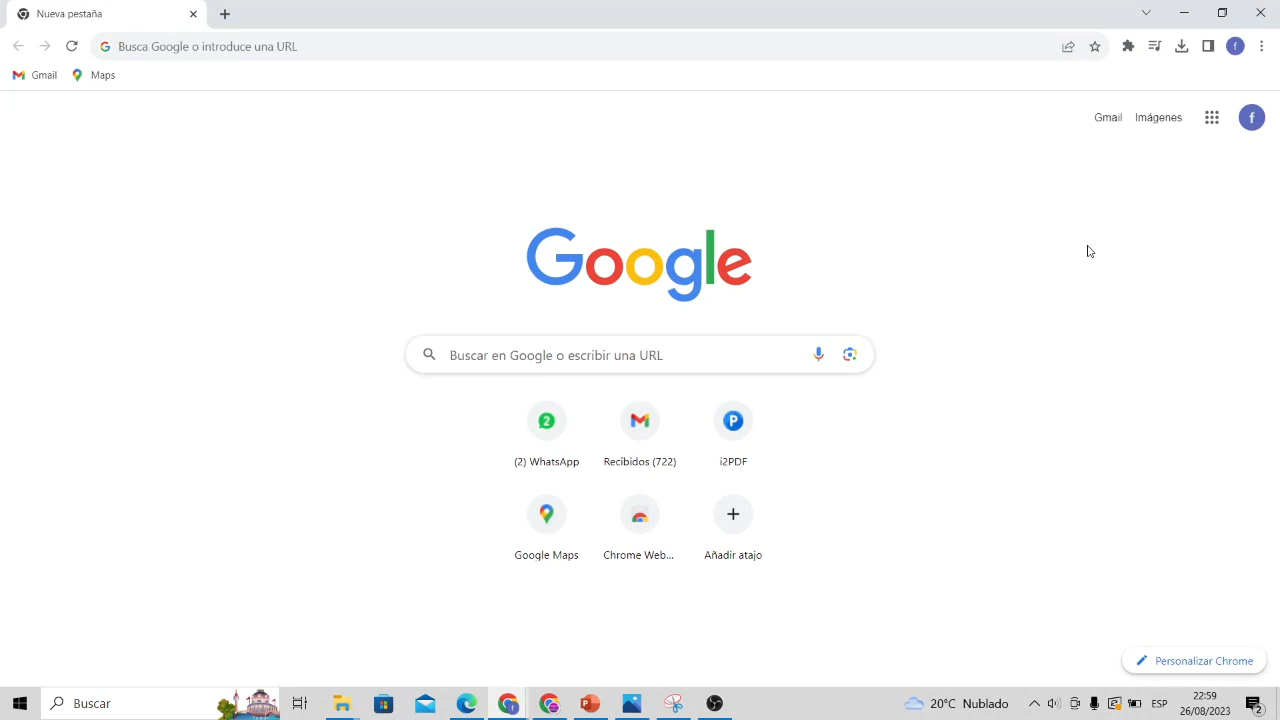 Nueva pestaña
Busca Google o introduce una URL
f
Gmail
Maps
Gmail
Imágenes
f
Google
Buscar en Google o escribir una URL
2
P
(2) WhatsApp
Recibidos (722)
i2PDF
Google Maps
Chrome Web...
Añadir atajo
Personalizar Chrome
Buscar
20°C Nublado
ESP
22:59
26/08/2023
2